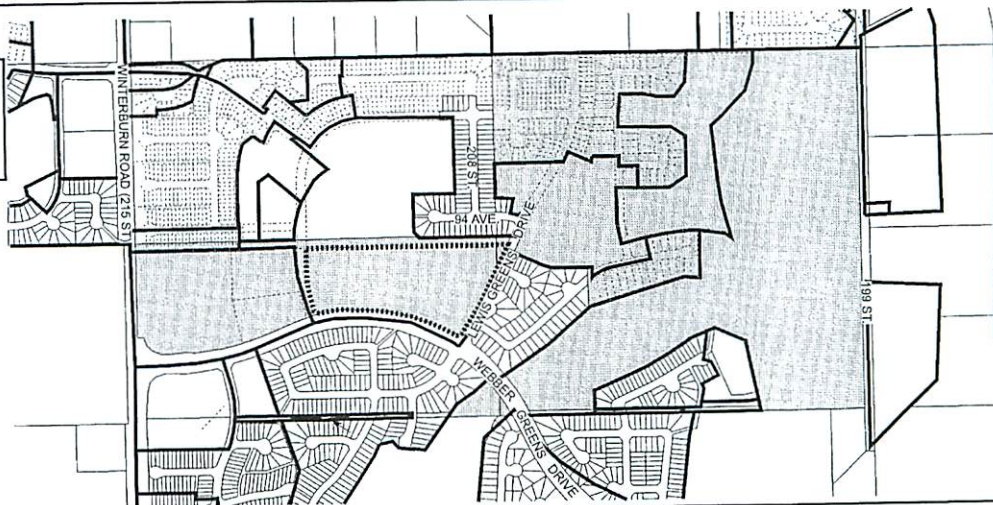 WINTERBURN ROAD (215 ST)
208 ST
94 AVE
LEWIS GREENS DRIVE
199 ST
WEBBER GREENS DRIVE